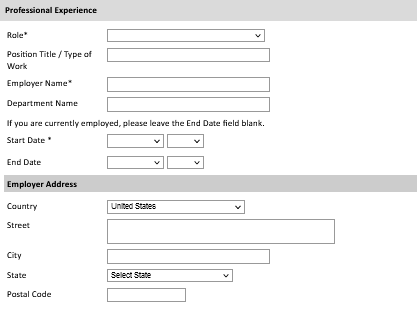 Professional Experience
Role*
Position Title / Type of
Work
Employer Name*
Department Name
If you are currently employed, please leave the End Date field blank.
Start Date *
End Date
Employer Address
Country United States
Street
City
State Select State
Postal Code